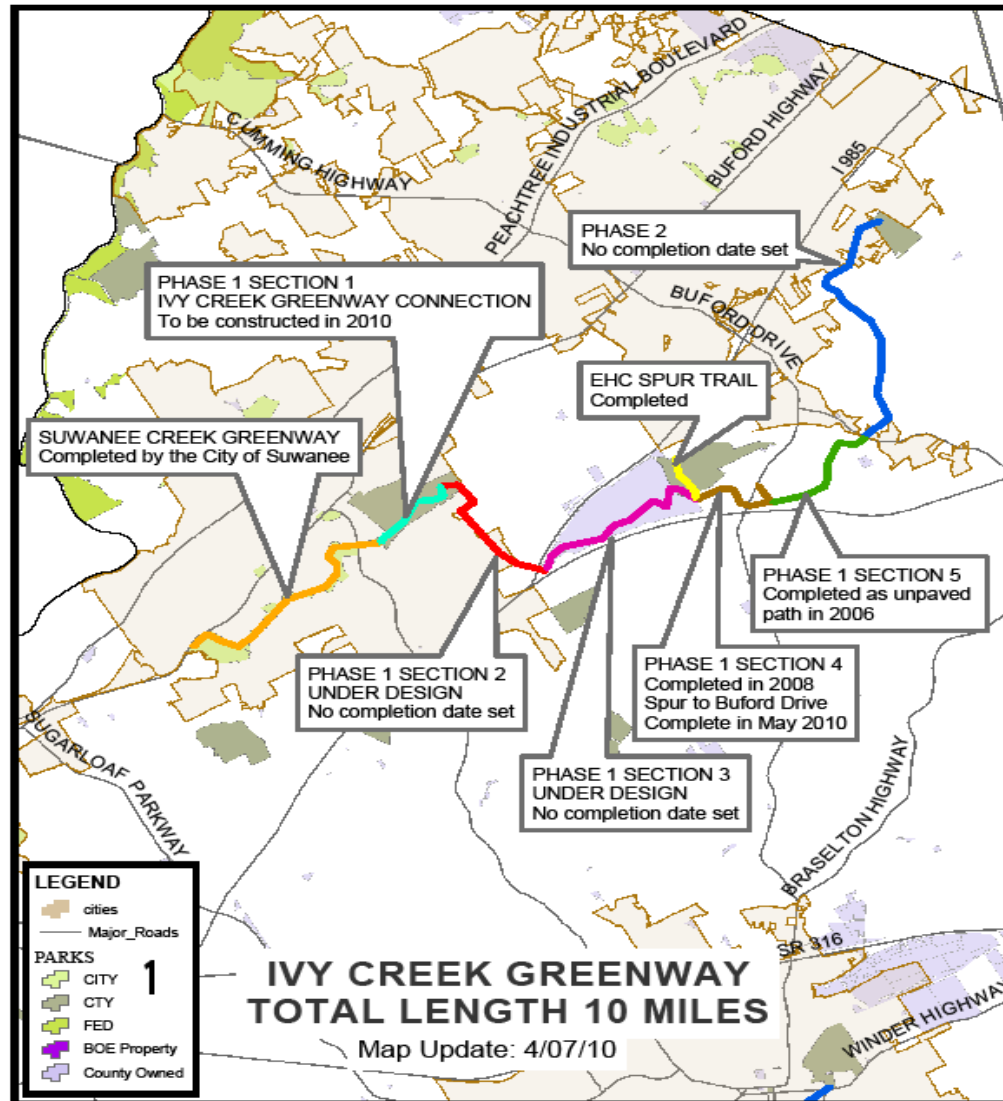 CUMMING HIGHWAY
PEACHTREE INDUSTRIAL BOULEVARD
BUFORD HIGHWAY
I 985
PHASE 2
No completion date set
PHASE 1 SECTION 1
IVY CREEK GREENWAY CONNECTION
To be constructed in 2010
BUFORD DRIVE
EHC SPUR TRAIL
Completed
SUWANEE CREEK GREENWAY
Completed by the City of Suwanee
PHASE 1 SECTION 5
Completed as unpaved
path in 2006
PHASE 1 SECTION 2
UNDER DESIGN
No completion date set
PHASE 1 SECTION 4
Completed in 2008
Spur to Buford Drive
Complete in May 2010
PHASE 1 SECTION 3
UNDER DESIGN
No completion date set
SUGARLOAF PARKWAY
BRASELTON HIGHWAY
SR 316
WINDER HIGHWAY
LEGEND
cities
Major_Roads
PARKS
CITY
1
CTY
FED
BOE Property
County Owned
IVY CREEK GREENWAY
TOTAL LENGTH 10 MILES
Map Update: 4/07/10